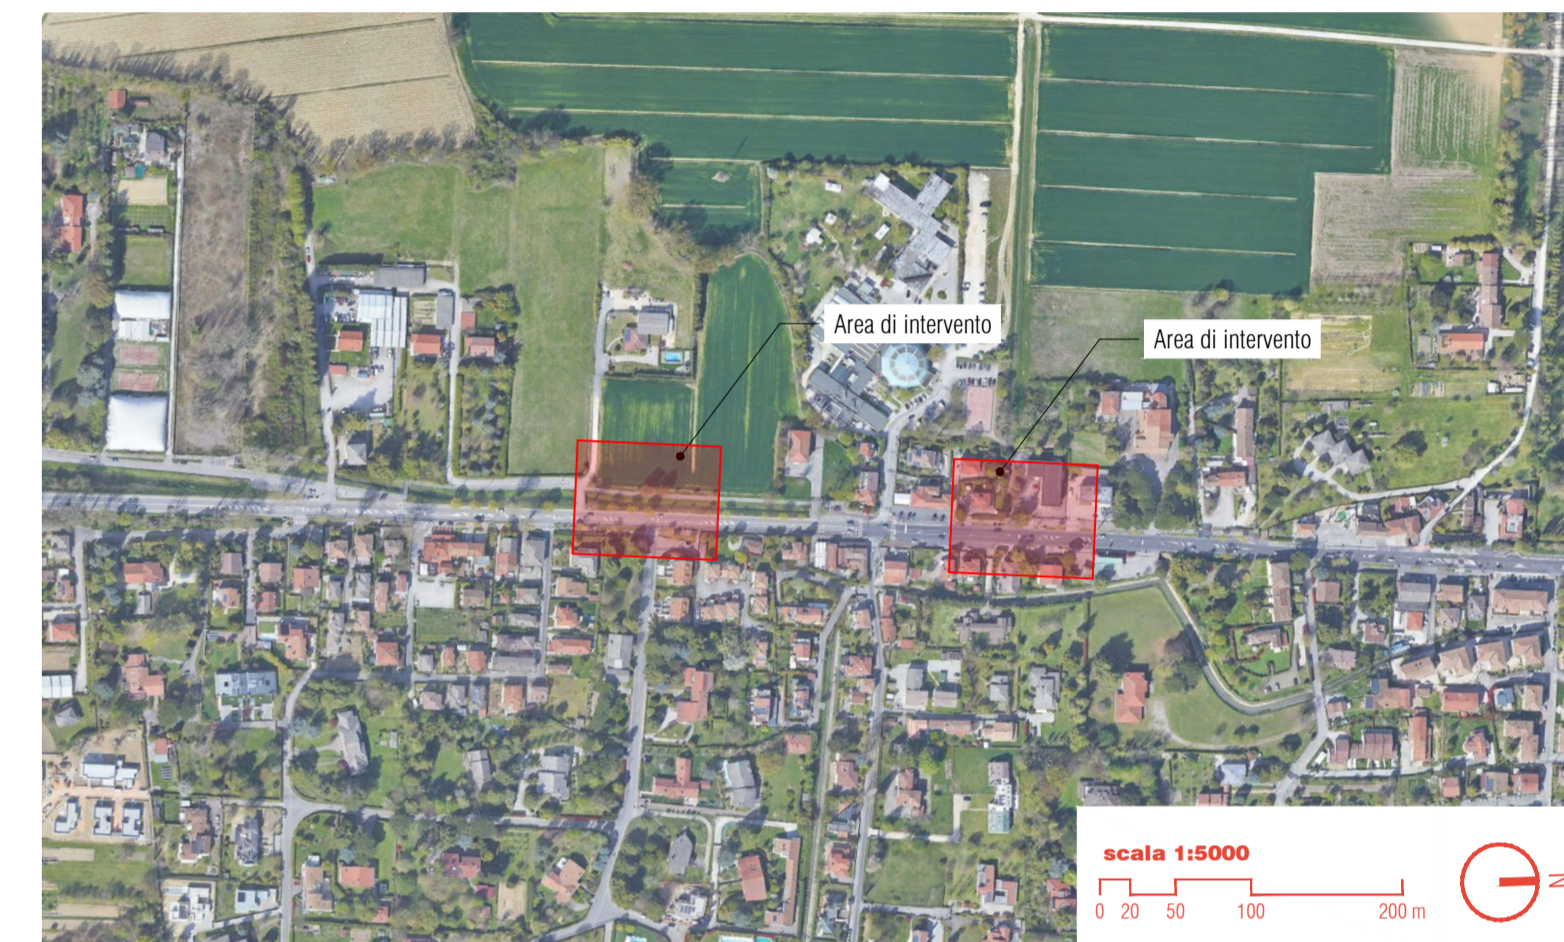 Area di intervento
Area di intervento
scala 1:5000
0 20 50 100 200 m
N